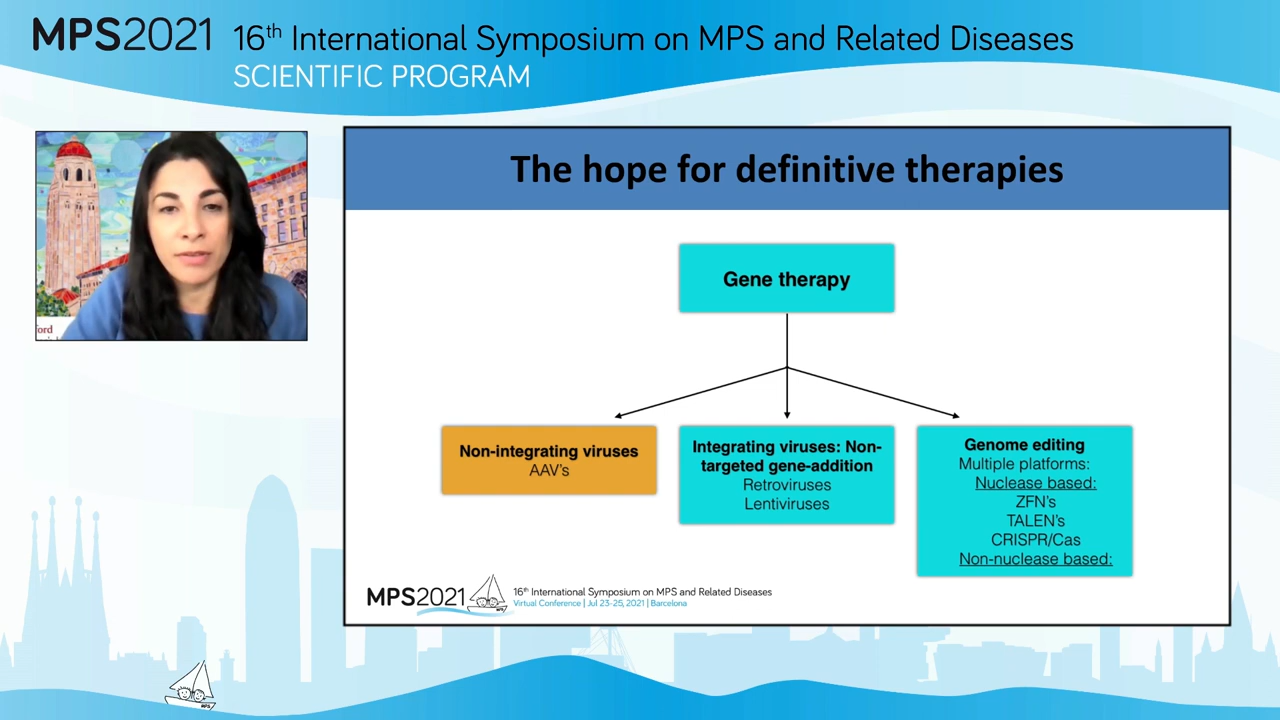 MPS2021 16th International Symposium on MPS and Related Diseases
SCIENTIFIC PROGRAM
ord
The hope for definitive therapies
Gene therapy
Non-integrating viruses
AAV's
Integrating viruses: Non-
targeted gene-addition
Retroviruses
Lentiviruses
Genome editing
Multiple platforms:
Nuclease based:
ZFN's
TALEN's
CRISPR/Cas
Non-nuclease based:
MPS2021
MPS
16th International Symposium on MPS and Related Diseases
Virtual Conference | Jul 23-25, 2021 | Barcelona
MPS